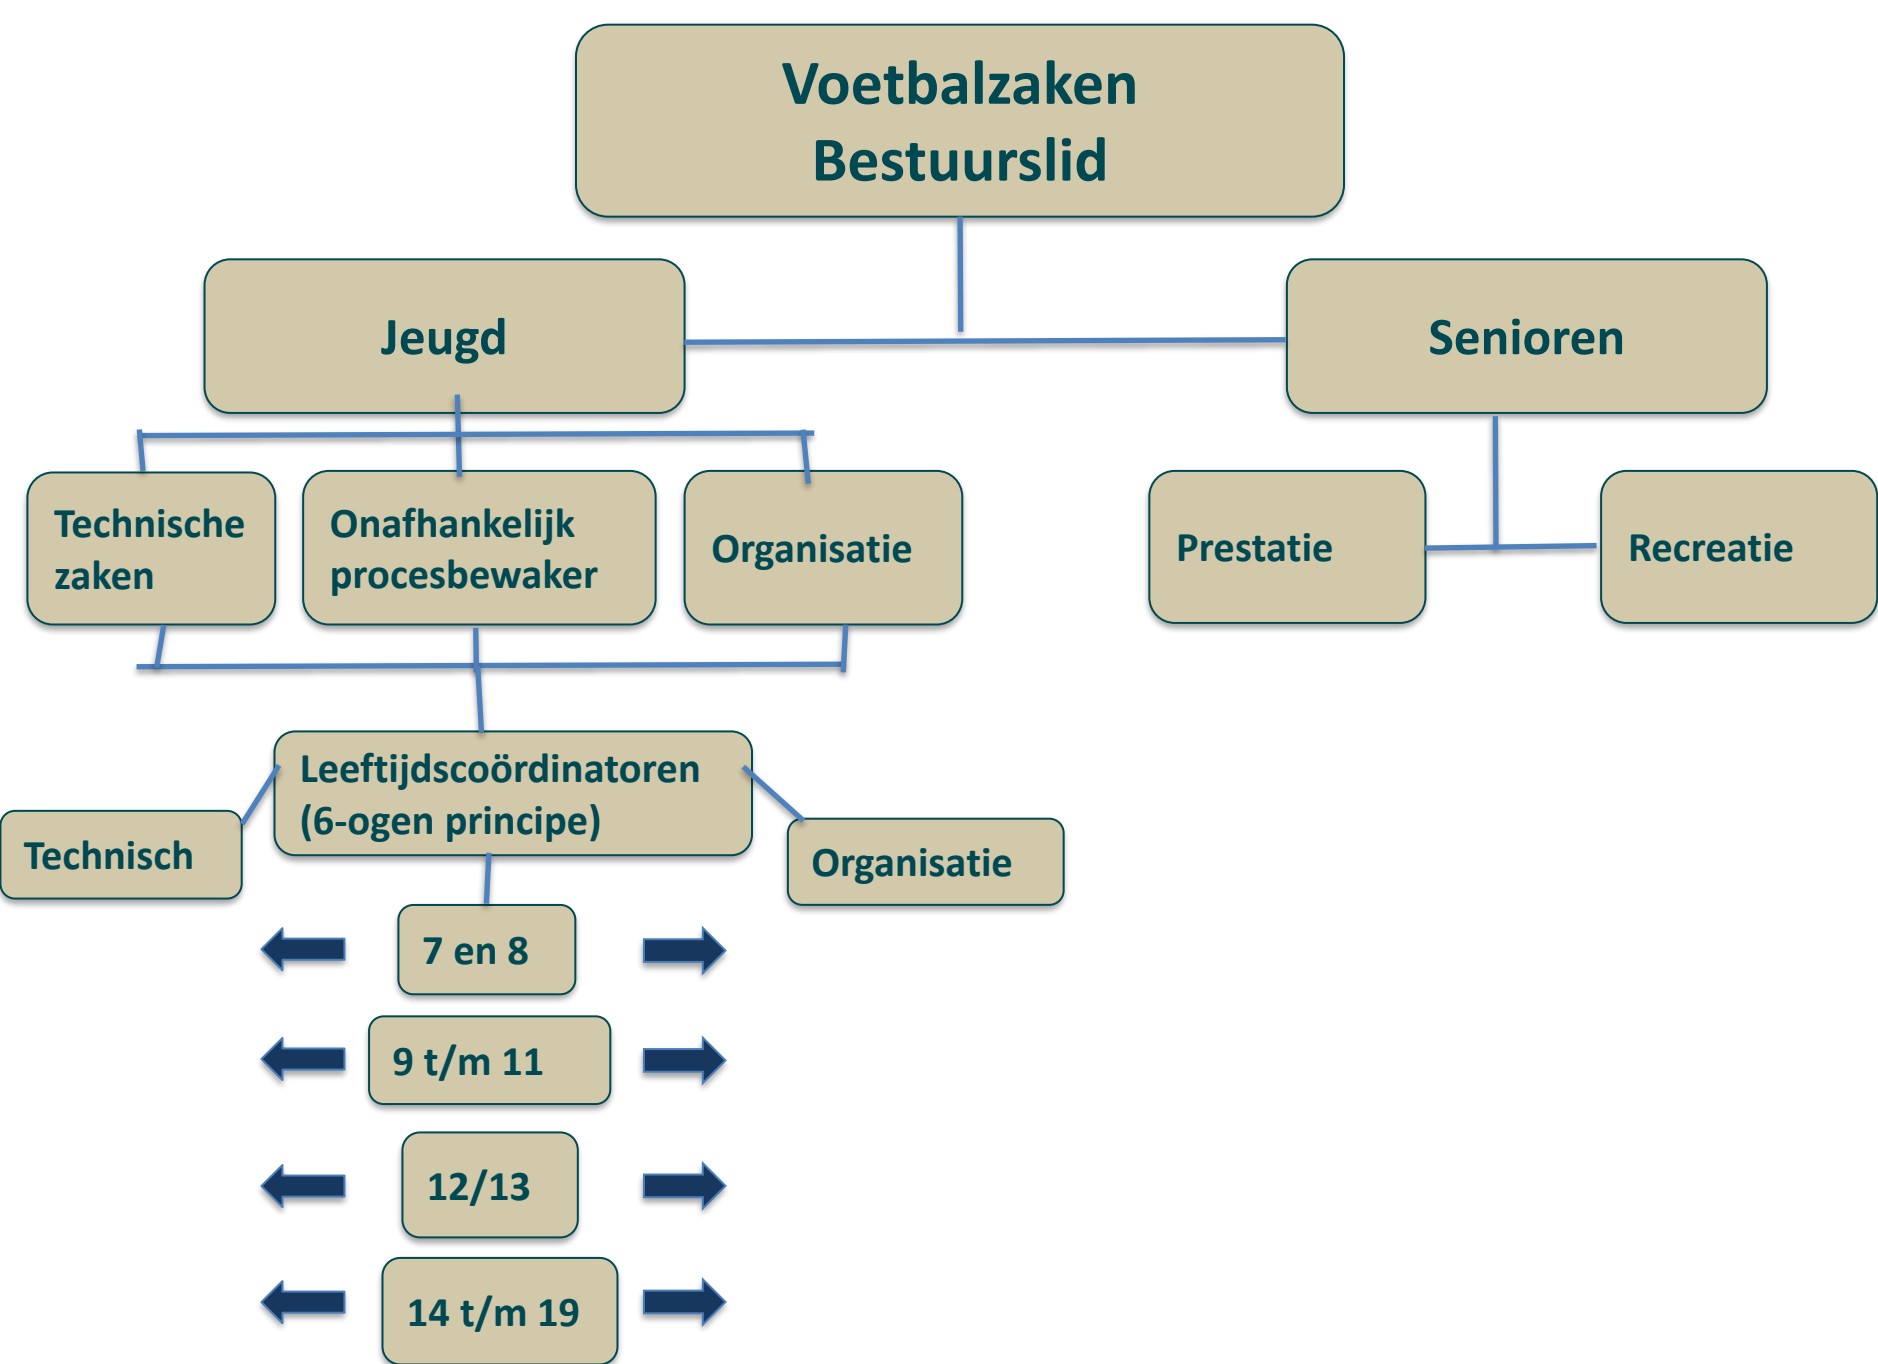 Voetbalzaken
Bestuurslid
Jeugd
Senioren
Technische
zaken
Onafhankelijk
procesbewaker
Organisatie
Prestatie
Recreatie
Leeftijdscoördinatoren
(6-ogen principe)
Technisch
Organisatie
7 en 8
9 t/m 11
12/13
14 t/m 19